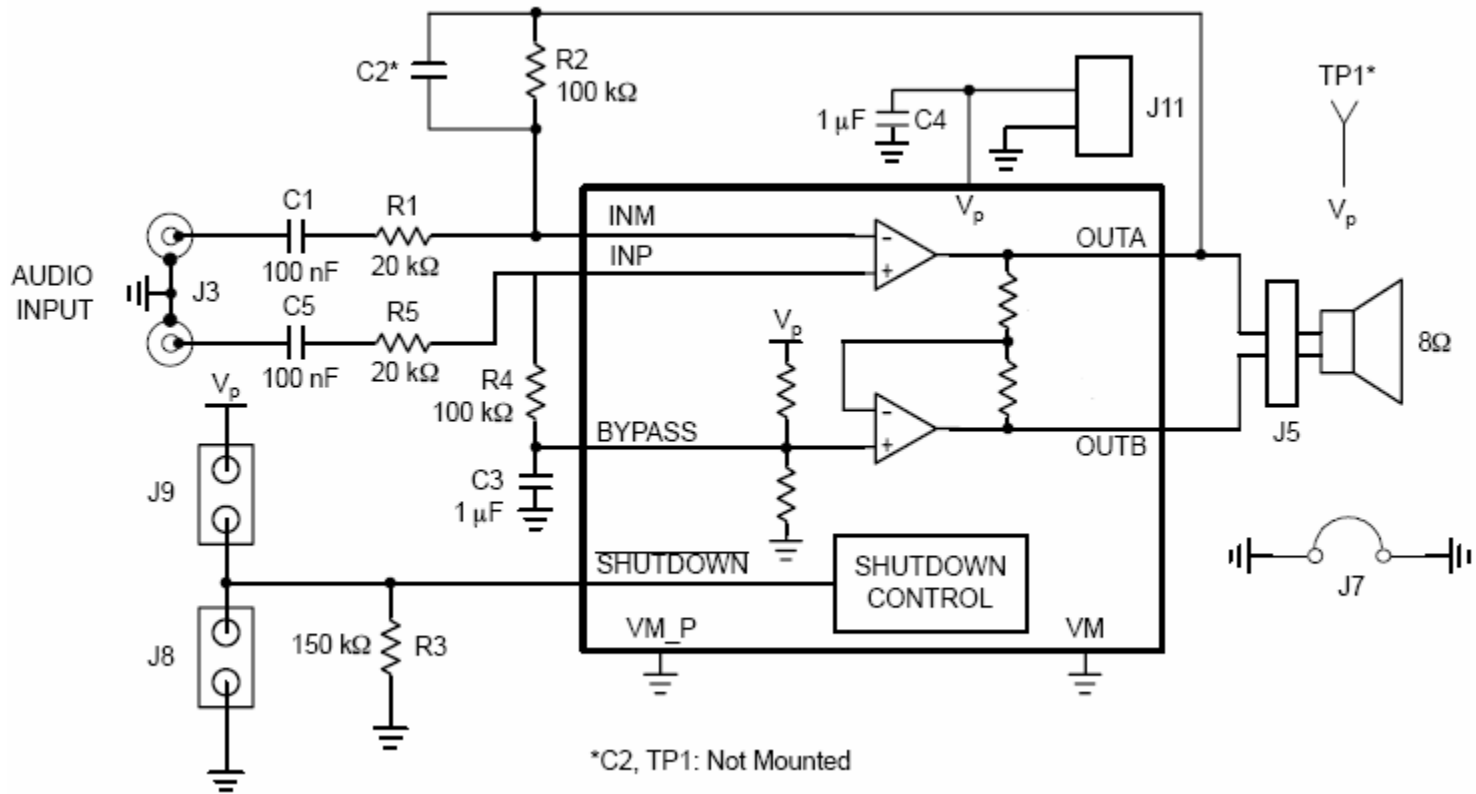 C2*
R2
100 kΩ
1 μF
C4
J11
TP1*
Vp
Vp
AUDIO
INPUT
J3
C1
100 nF
R1
20 kΩ
C5
100 nF
R5
20 kΩ
INM
INP
OUTA
R4
100 kΩ
Vp
-
+
-
+
8Ω
J5
BYPASS
OUTB
C3
1 μF
Vp
J9
J8
SHUTDOWN
SHUTDOWN
CONTROL
150 kΩ
R3
VM_P
VM
J7
*C2, TP1: Not Mounted